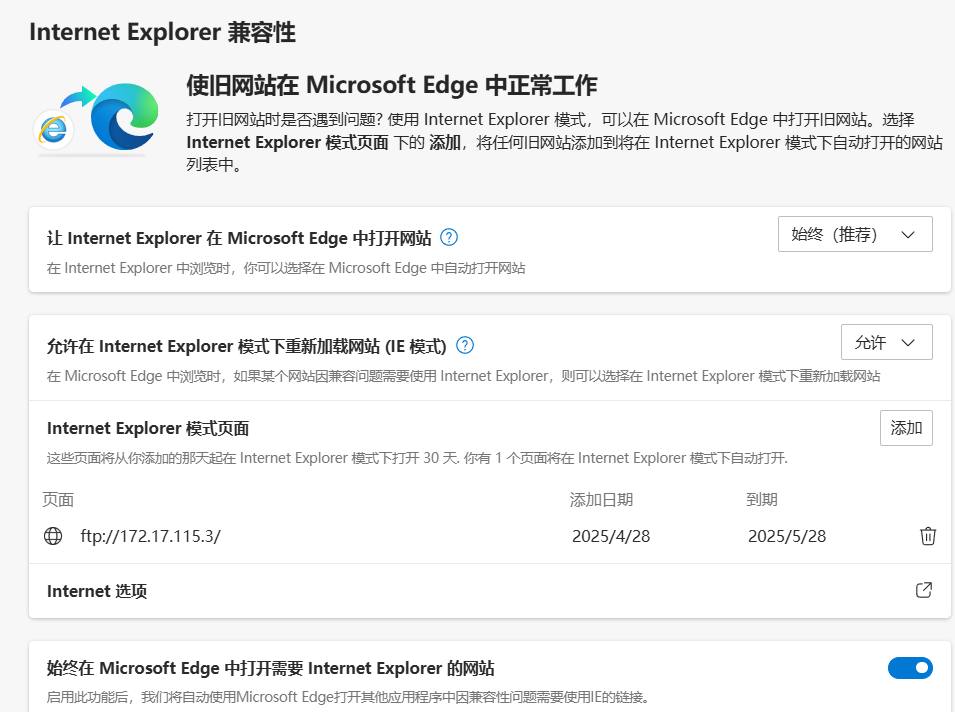 Internet Explorer 兼容性
使旧网站在 Microsoft Edge 中正常工作
打开旧网站时是否遇到问题? 使用 Internet Explorer 模式，可以在 Microsoft Edge 中打开旧网站。选择
Internet Explorer 模式页面 下的 添加，将任何旧网站添加到将在 Internet Explorer 模式下自动打开的网站
列表中。
让 Internet Explorer 在 Microsoft Edge 中打开网站
始终（推荐）
在 Internet Explorer 中浏览时，你可以选择在 Microsoft Edge 中自动打开网站
允许在 Internet Explorer 模式下重新加载网站 (IE 模式)
允许
在 Microsoft Edge 中浏览时，如果某个网站因兼容问题需要使用 Internet Explorer，则可以选择在 Internet Explorer 模式下重新加载网站
Internet Explorer 模式页面
添加
这些页面将从你添加的那天起在 Internet Explorer 模式下打开 30 天. 你有 1 个页面将在 Internet Explorer 模式下自动打开.
页面 添加日期 到期
ftp://172.17.115.3/ 2025/4/28 2025/5/28
Internet 选项
始终在 Microsoft Edge 中打开需要 Internet Explorer 的网站
启用此功能后，我们将自动使用Microsoft Edge打开其他应用程序中因兼容性问题需要使用IE的链接。